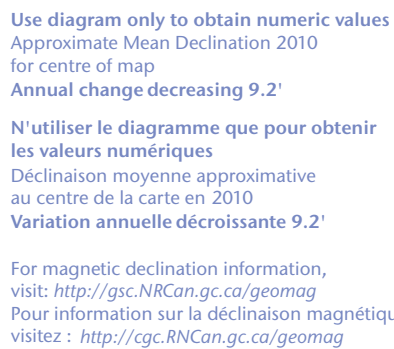 Use diagram only to obtain numeric values
Approximate Mean Declination 2010
for centre of map
Annual change decreasing 9.2'
N'utiliser le diagramme que pour obtenir
les valeurs numériques
Déclinaison moyenne approximative
au centre de la carte en 2010
Variation annuelle décroissante 9.2'
For magnetic declination information,
visit: http://gsc.NRCan.gc.ca/geomag
Pour information sur la déclinaison magnétiqu
visitez : http://cgc.RNCan.gc.ca/geomag